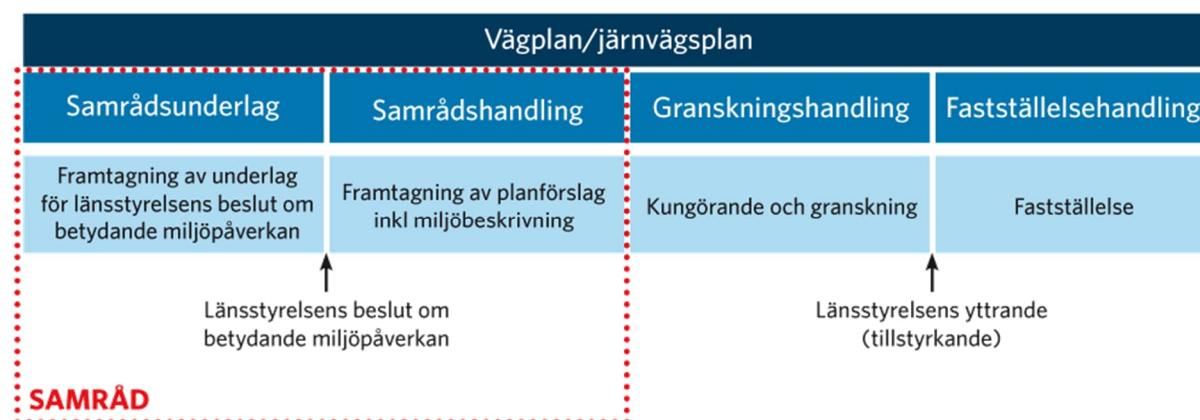 Vägplan/järnvägsplan
Samrådsunderlag
Samrådshandling
Granskningshandling
Fastställelsehandling
Framtagning av underlag
för länsstyrelsens beslut om
betydande miljöpåverkan
Framtagning av planförslag
inkl miljöbeskrivning
Kungörande och granskning
Fastställelse
Länsstyrelsens beslut om
betydande miljöpåverkan
Länsstyrelsens yttrande
(tillstyrkande)
SAMRÅD